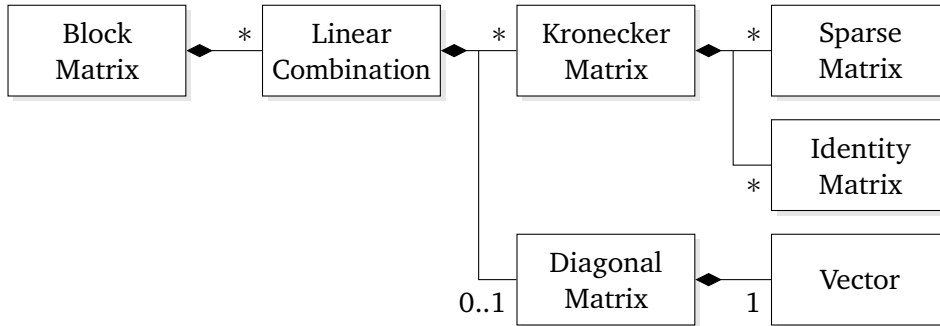 Block
Matrix
*
Linear
Combination
*
Kronecker
Matrix
*
Sparse
Matrix
Identity
Matrix
*
Diagonal
Matrix
0..1
Vector
1